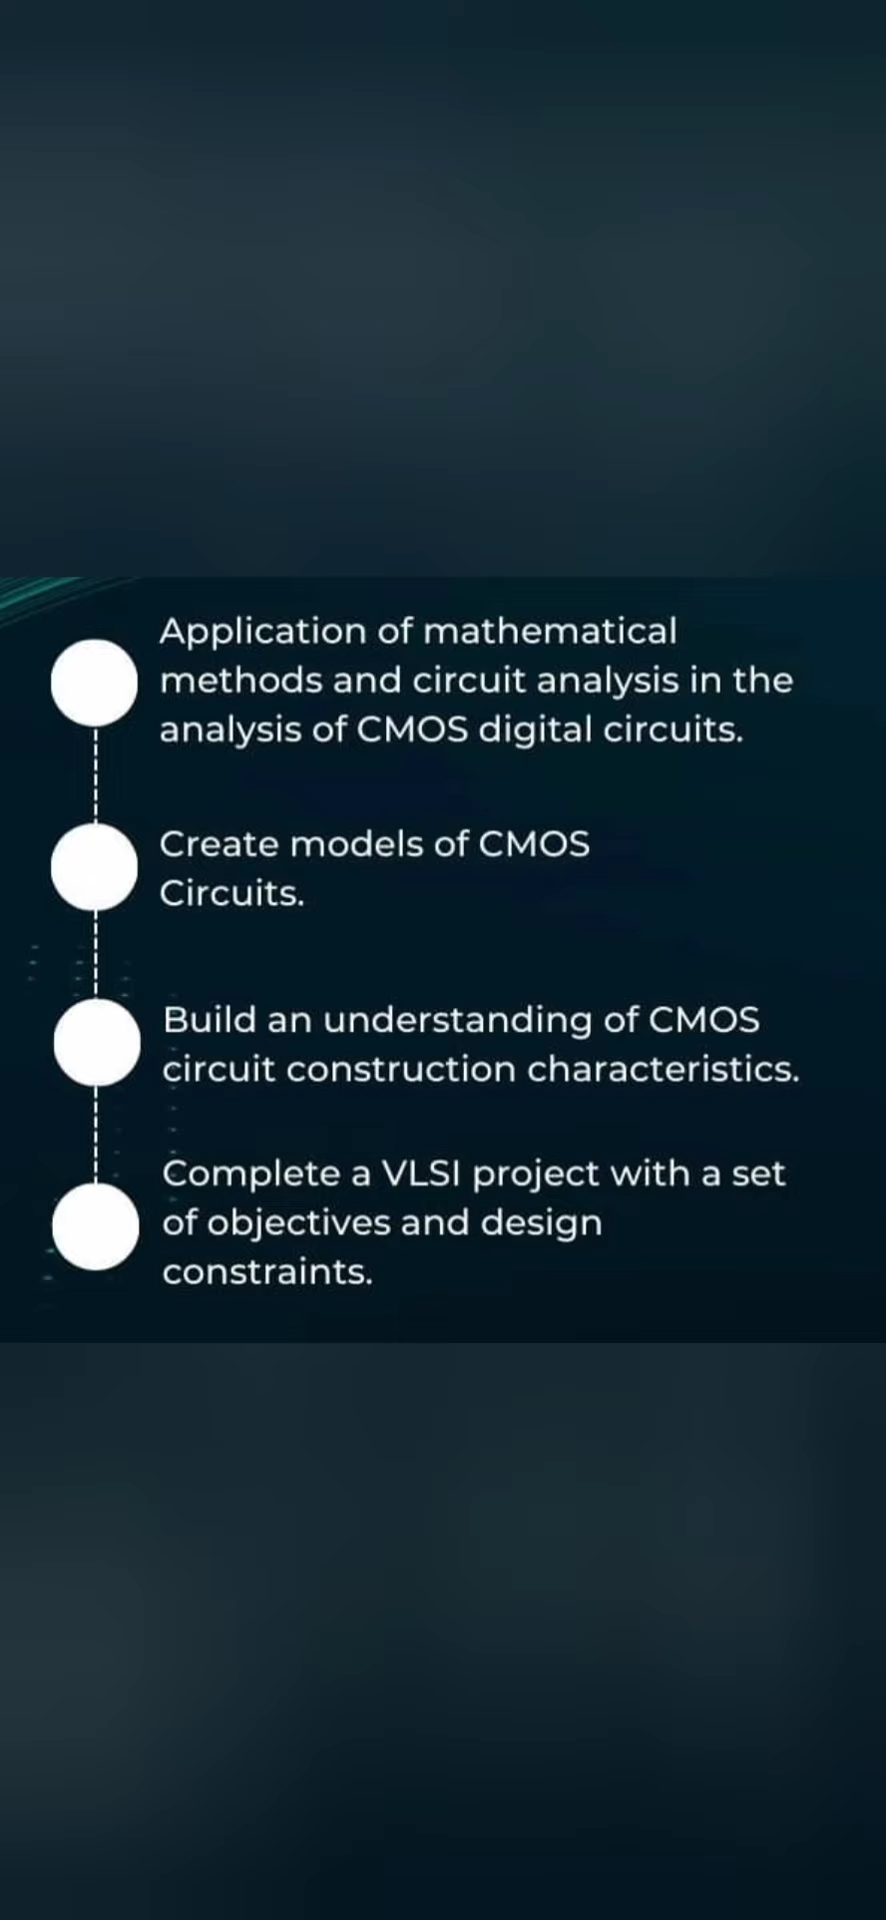 Application of mathematical
methods and circuit analysis in the
analysis of CMOS digital circuits.
Create models of CMOS
Circuits.
Build an understanding of CMOS
circuit construction characteristics.
Complete a VLSI project with a set
of objectives and design
constraints.